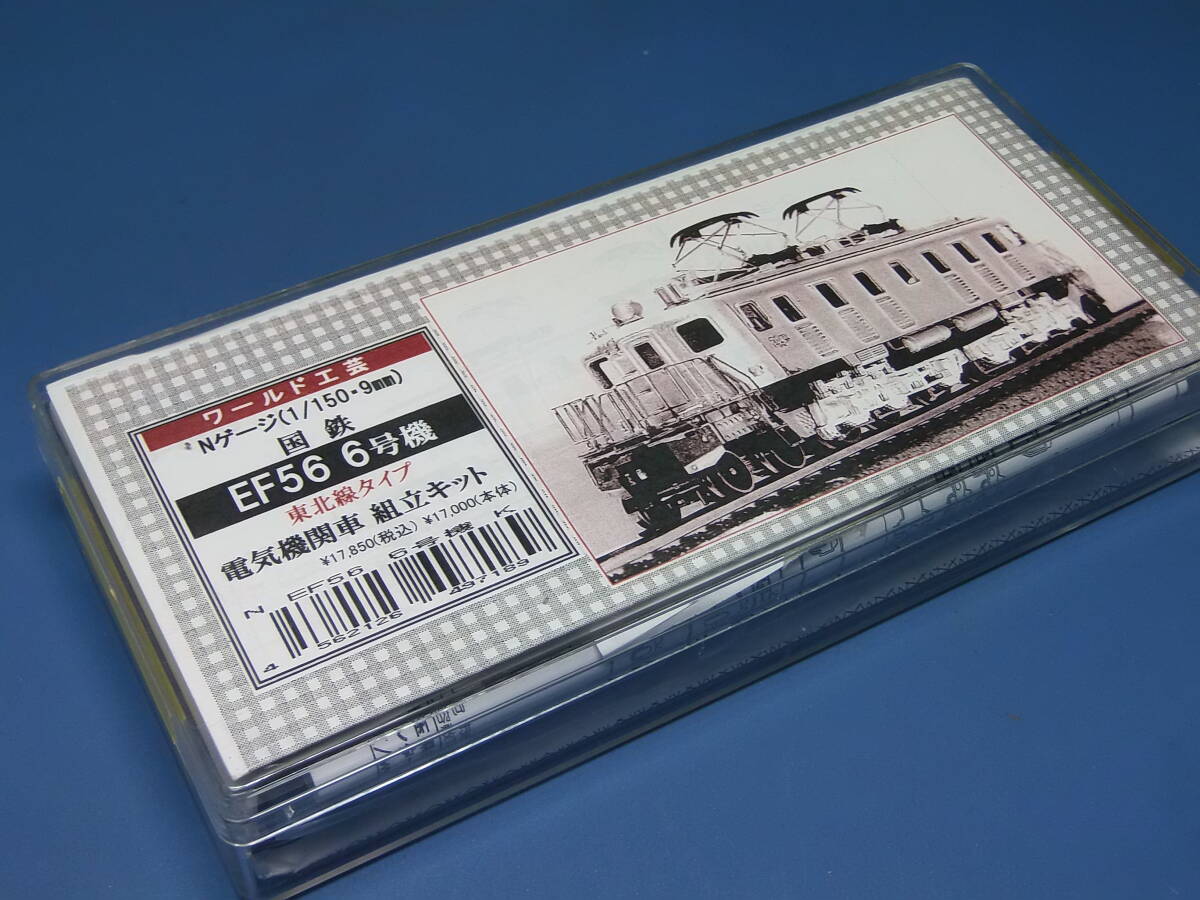 ワールド工芸
Nゲージ(1/150・9mm)
国鉄
EF56 6号機
東北線タイプ
電気機関車 組立キット
¥17,850(税込) ¥17,000(本体)
N EF56 6号機 K
4 562126 497189